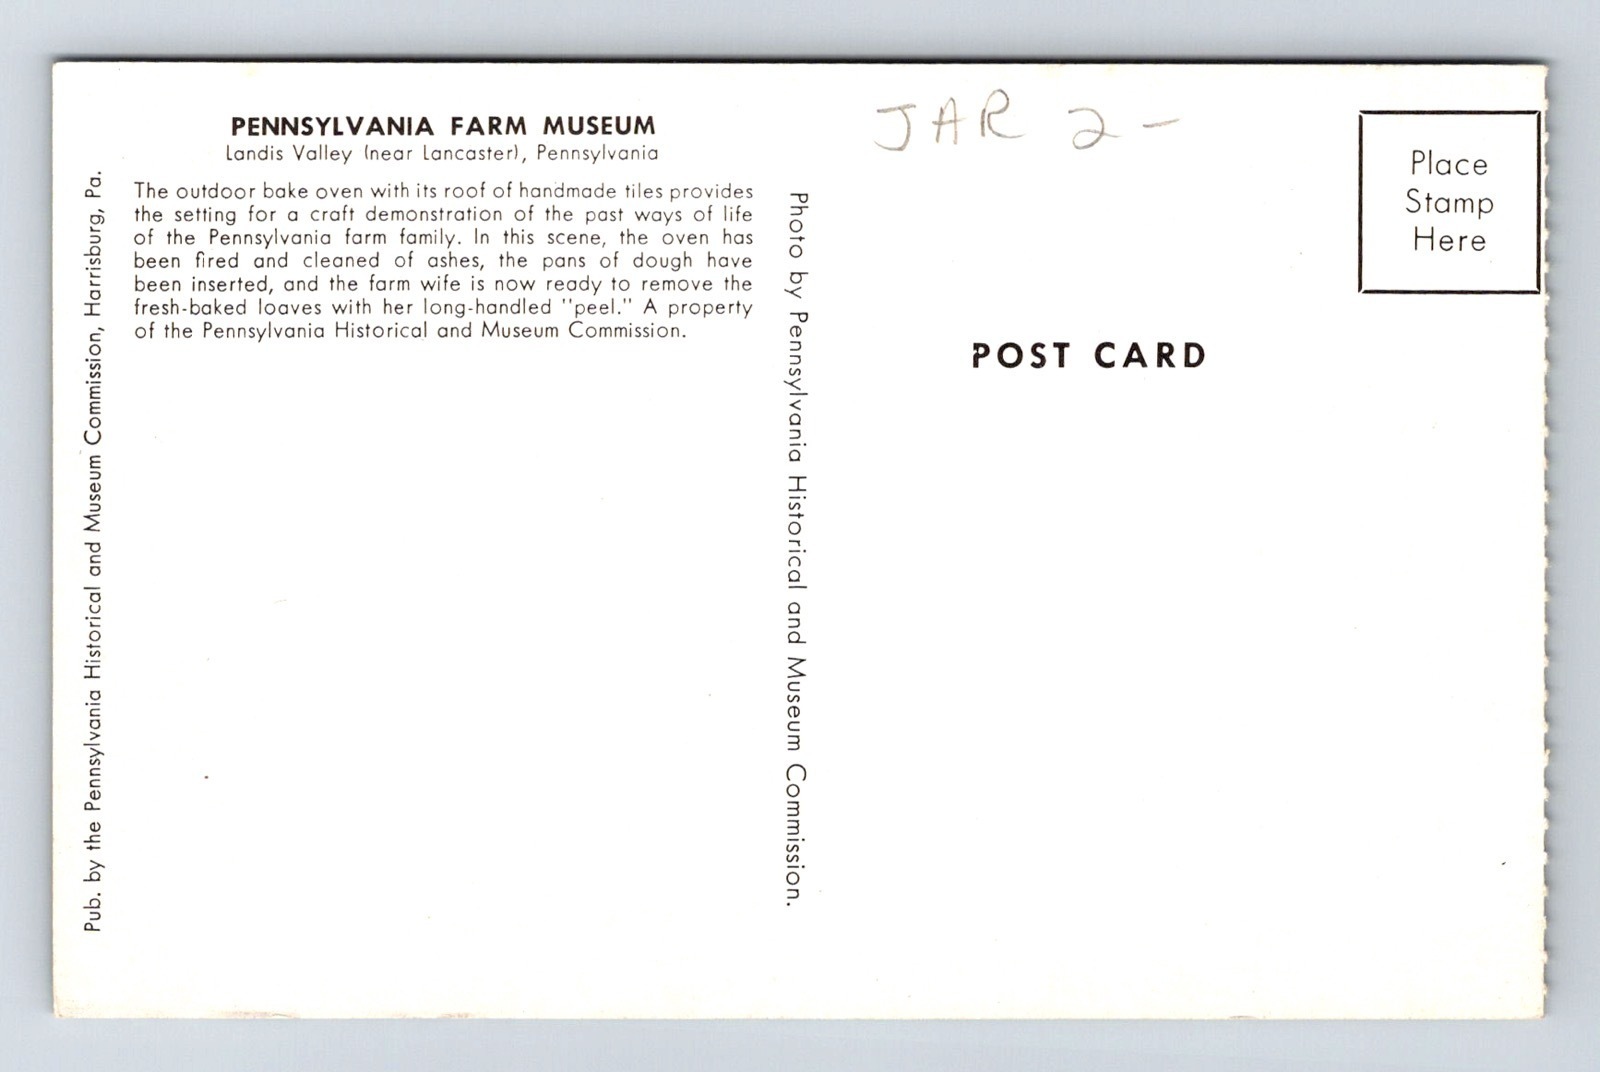 PENNSYLVANIA FARM MUSEUM
Landis Valley (near Lancaster), Pennsylvania
The outdoor bake oven with its roof of handmade tiles provides
the setting for a craft demonstration of the past ways of life
of the Pennsylvania farm family. In this scene, the oven has
been fired and cleaned of ashes, the pans of dough have
been inserted, and the farm wife is now ready to remove the
fresh-baked loaves with her long-handled "peel." A property
of the Pennsylvania Historical and Museum Commission.
Pub. by the Pennsylvania Historical and Museum Commission, Harrisburg, Pa.
Photo by Pennsylvania Historical and Museum Commission.
JAR 2-
Place
Stamp
Here
POST CARD